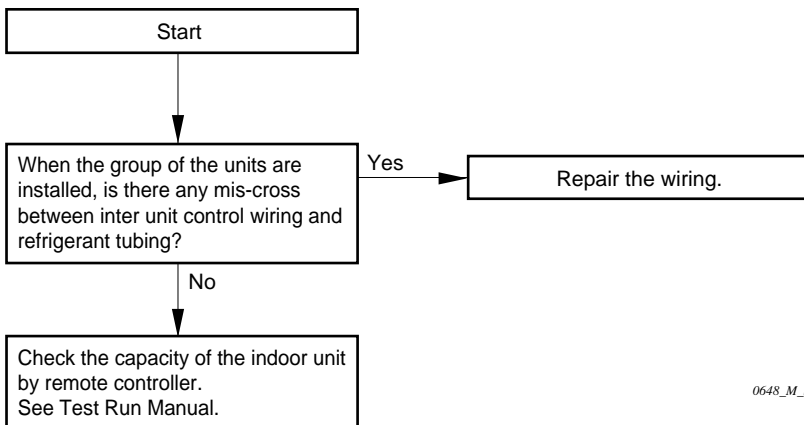 Start
When the group of the units are
installed, is there any mis-cross
between inter unit control wiring and
refrigerant tubing?
Yes
Repair the wiring.
No
Check the capacity of the indoor unit
by remote controller.
See Test Run Manual.
0648_M_